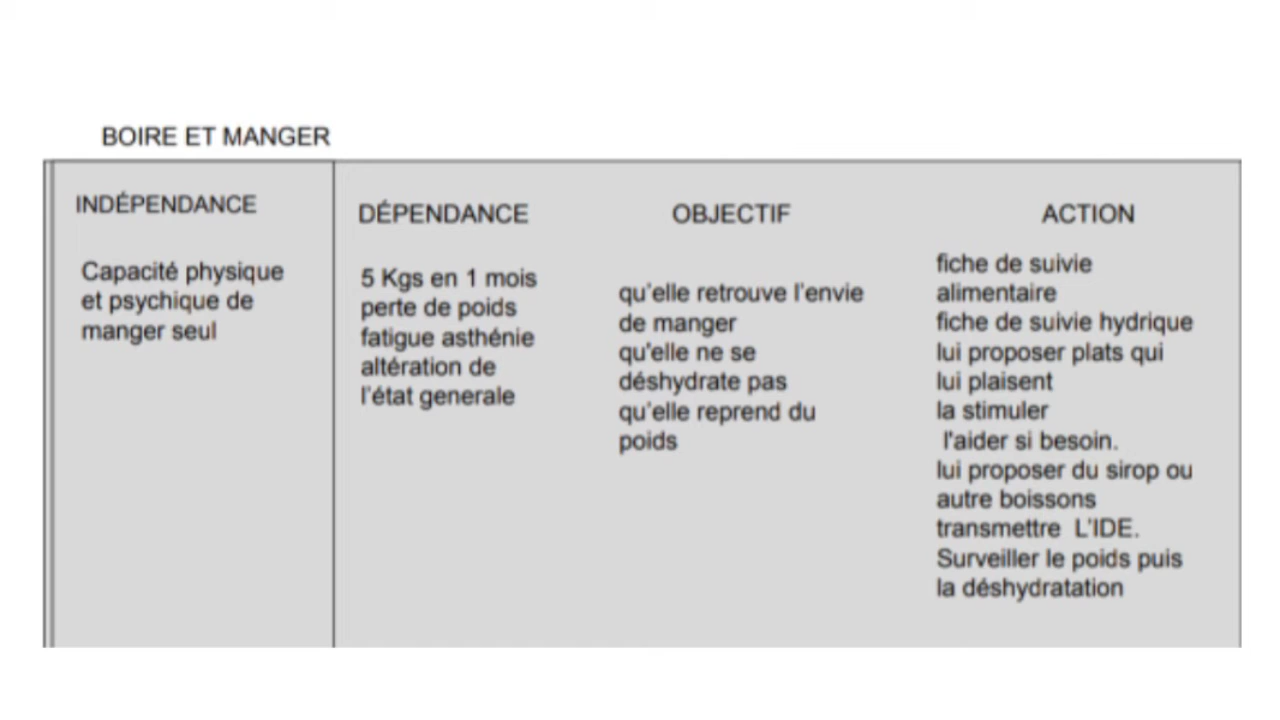 BOIRE ET MANGER
INDÉPENDANCE
Capacité physique
et psychique de
manger seul
DÉPENDANCE
5 Kgs en 1 mois
perte de poids
fatigue asthénie
altération de
l'état generale
OBJECTIF
qu'elle retrouve l'envie
de manger
qu'elle ne se
déshydrate pas
qu'elle reprend du
poids
ACTION
fiche de suivie
alimentaire
fiche de suivie hydrique
lui proposer plats qui
lui plaisent
la stimuler
l'aider si besoin.
lui proposer du sirop ou
autre boissons
transmettre L'IDE.
Surveiller le poids puis
la déshydratation